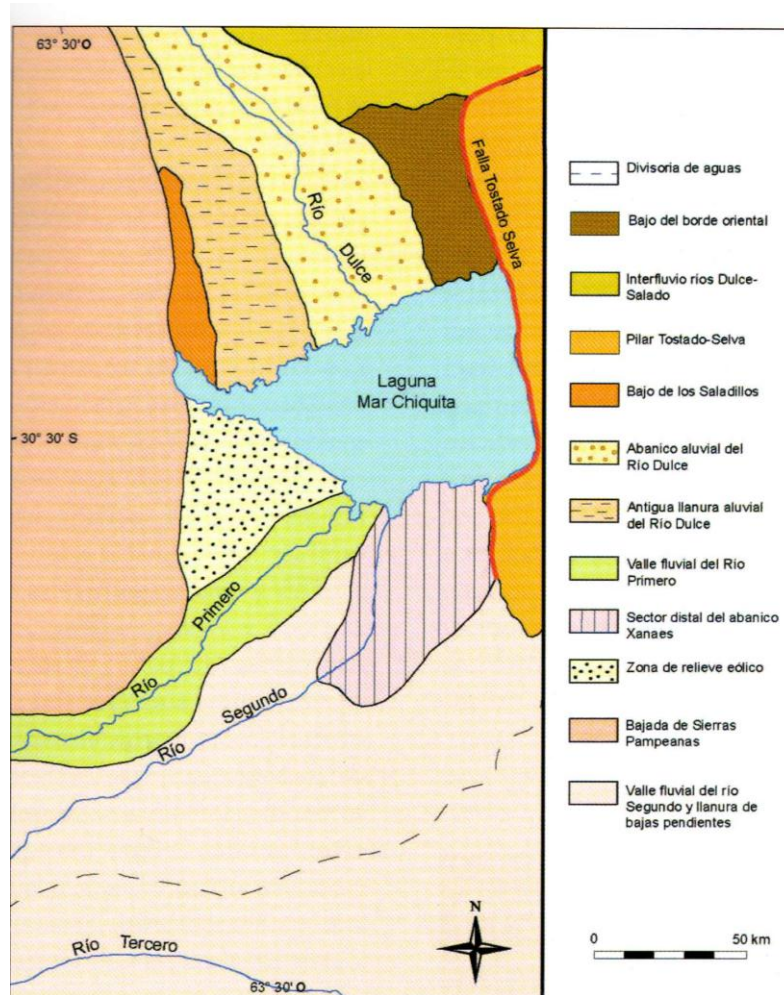 63° 30' O
Río
Dulce
Falla Tostado Selva
Laguna
Mar Chiquita
30° 30' S
Río Primero
Río Segundo
Río Tercero
N
63° 30' O
Divisoria de aguas
Bajo del borde oriental
Interfluvio ríos Dulce-
Salado
Pilar Tostado-Selva
Bajo de los Saladillos
Abanico aluvial del
Río Dulce
Antigua llanura aluvial
del Río Dulce
Valle fluvial del Río
Primero
Sector distal del abanico
Xanaes
Zona de relieve eólico
Bajada de Sierras
Pampeanas
Valle fluvial del río
Segundo y llanura de
bajas pendientes
0 50 km